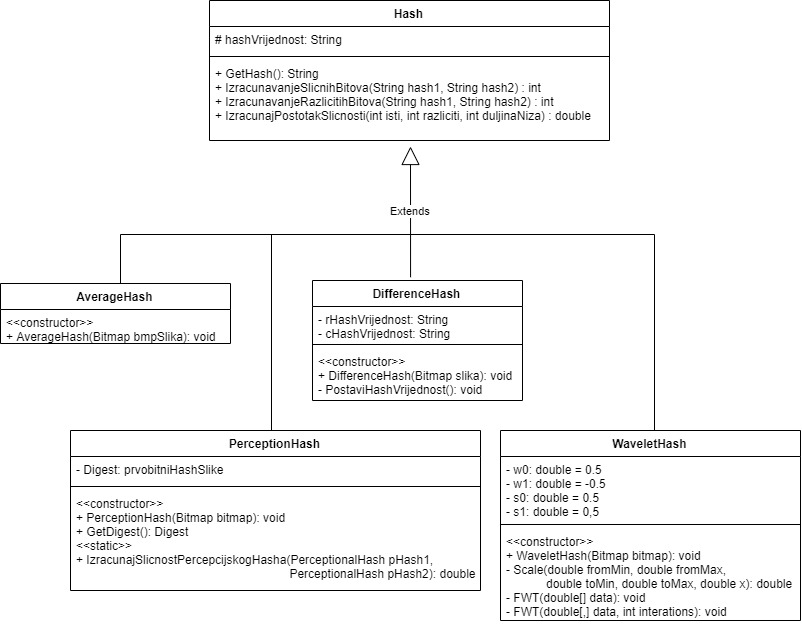 Hash
# hashVrijednost: String
+ GetHash(): String
+ IzracunavanjeSlicnihBitova(String hash1, String hash2) : int
+ IzracunavanjeRazlicitihBitova(String hash1, String hash2) : int
+ IzracunajPostotakSlicnosti(int isti, int razliciti, int duljinaNiza) : double
Extends
AverageHash
<<constructor>>
+ AverageHash(Bitmap bmpSlika): void
DifferenceHash
- rHashVrijednost: String
- cHashVrijednost: String
<<constructor>>
+ DifferenceHash(Bitmap slika): void
- PostaviHashVrijednost(): void
PerceptionHash
- Digest: prvobitniHashSlike
<<constructor>>
+ PerceptionHash(Bitmap bitmap): void
+ GetDigest(): Digest
<<static>>
+ IzracunajSlicnostPercepcijskogHasha(PerceptionalHash pHash1,
PerceptionalHash pHash2): double
WaveletHash
- w0: double = 0.5
- w1: double = -0.5
- s0: double = 0.5
- s1: double = 0,5
<<constructor>>
+ WaveletHash(Bitmap bitmap): void
- Scale(double fromMin, double fromMax,
double toMin, double toMax, double x): double
- FWT(double[] data): void
- FWT(double[,] data, int interations): void